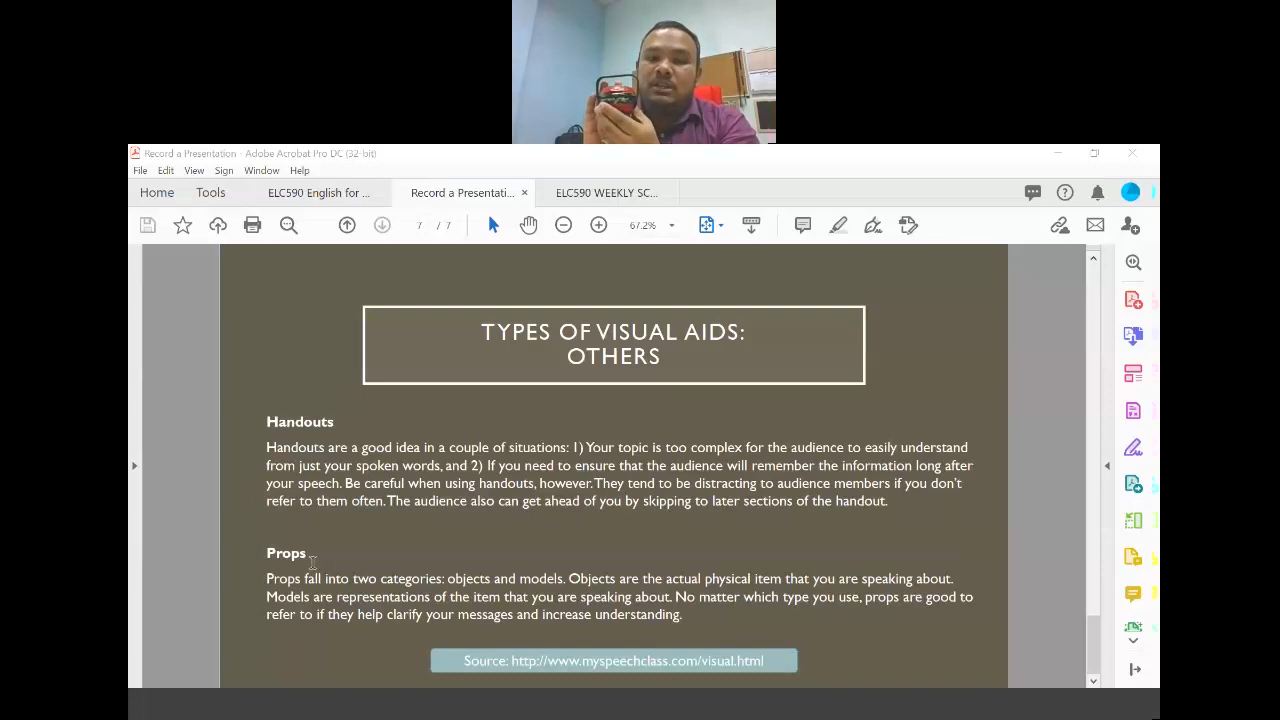 Record a Presentation - Adobe Acrobat Pro DC (32-bit)
File Edit View Sign Window Help
Home Tools ELC590 English for ... Record a Presentati... × ELC590 WEEKLY SC...
7 / 7 67.2%
TYPES OF VISUAL AIDS:
OTHERS
Handouts
Handouts are a good idea in a couple of situations: 1) Your topic is too complex for the audience to easily understand
from just your spoken words, and 2) If you need to ensure that the audience will remember the information long after
your speech. Be careful when using handouts, however. They tend to be distracting to audience members if you don't
refer to them often. The audience also can get ahead of you by skipping to later sections of the handout.
Props
Props fall into two categories: objects and models. Objects are the actual physical item that you are speaking about.
Models are representations of the item that you are speaking about. No matter which type you use, props are good to
refer to if they help clarify your messages and increase understanding.
Source: http://www.myspeechclass.com/visual.html